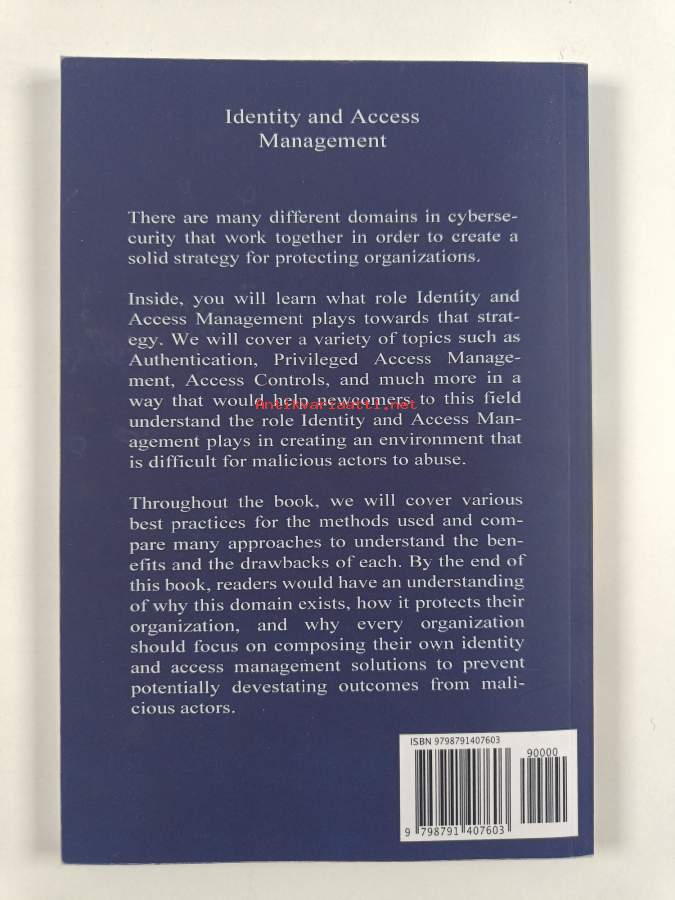 Identity and Access
Management
There are many different domains in cyberse-
curity that work together in order to create a
solid strategy for protecting organizations.
Inside, you will learn what role Identity and
Access Management plays towards that strat-
egy. We will cover a variety of topics such as
Authentication, Privileged Access Manage-
ment, Access Controls, and much more in a
way that would help newcomers to this field
Antikvariaatti.net
understand the role Identity and Access Man-
agement plays in creating an environment that
is difficult for malicious actors to abuse.
Throughout the book, we will cover various
best practices for the methods used and com-
pare many approaches to understand the ben-
efits and the drawbacks of each. By the end of
this book, readers would have an understanding
of why this domain exists, how it protects their
organization, and why every organization
should focus on composing their own identity
and access management solutions to prevent
potentially devestating outcomes from mali-
cious actors.
ISBN 9798791407603
90000
9 798791 407603